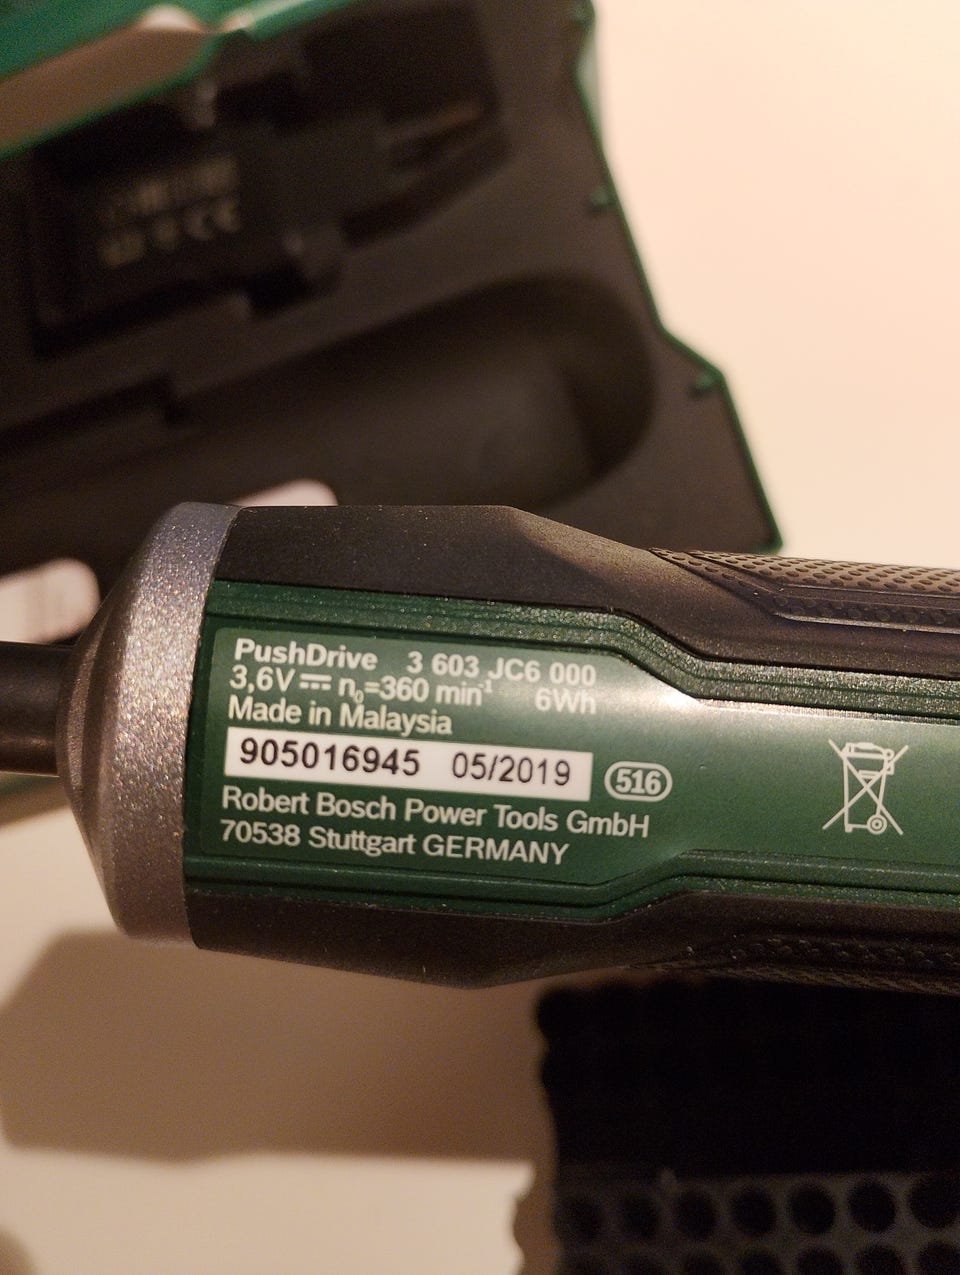 PushDrive 3 603 JC6 000
3,6V ⎓ n₀=360 min⁻¹ 6Wh
Made in Malaysia
905016945 05/2019
516
Robert Bosch Power Tools GmbH
70538 Stuttgart GERMANY